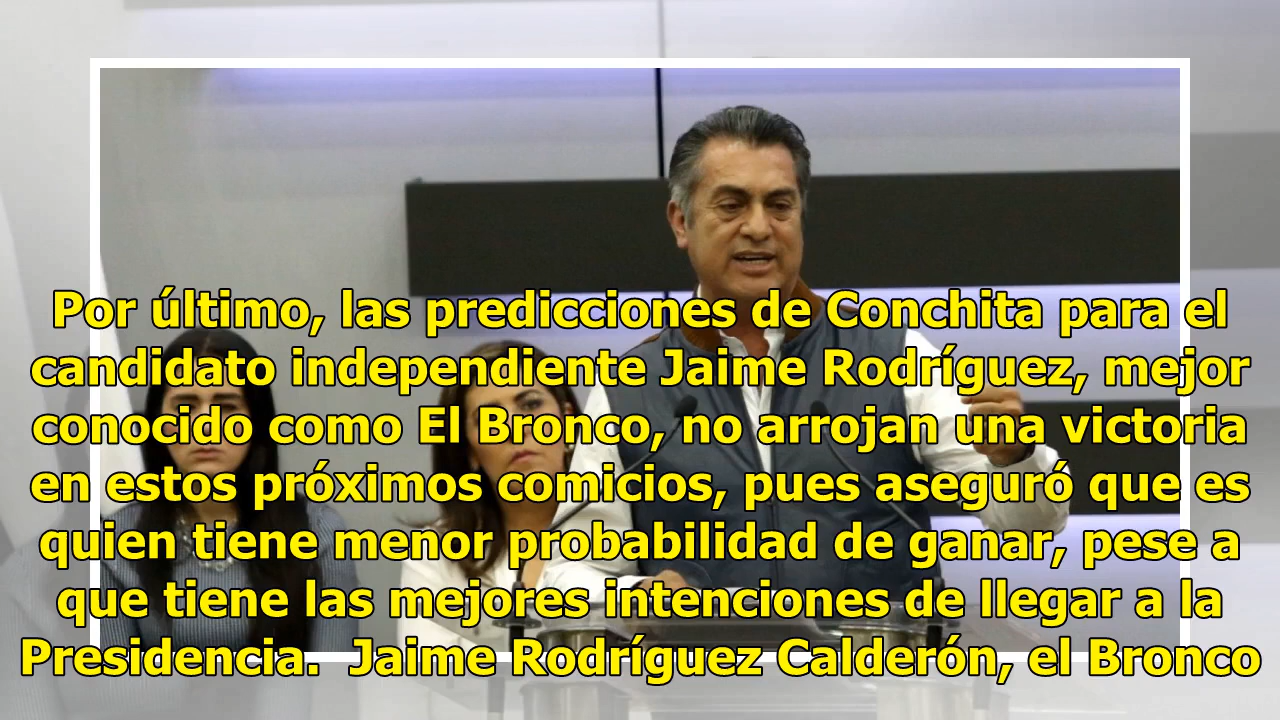 Por último, las predicciones de Conchita para el
candidato independiente Jaime Rodríguez, mejor
conocido como El Bronco, no arrojan una victoria
en estos próximos comicios, pues aseguró que es
quien tiene menor probabilidad de ganar, pese a
que tiene las mejores intenciones de llegar a la
Presidencia.  Jaime Rodríguez Calderón, el Bronco